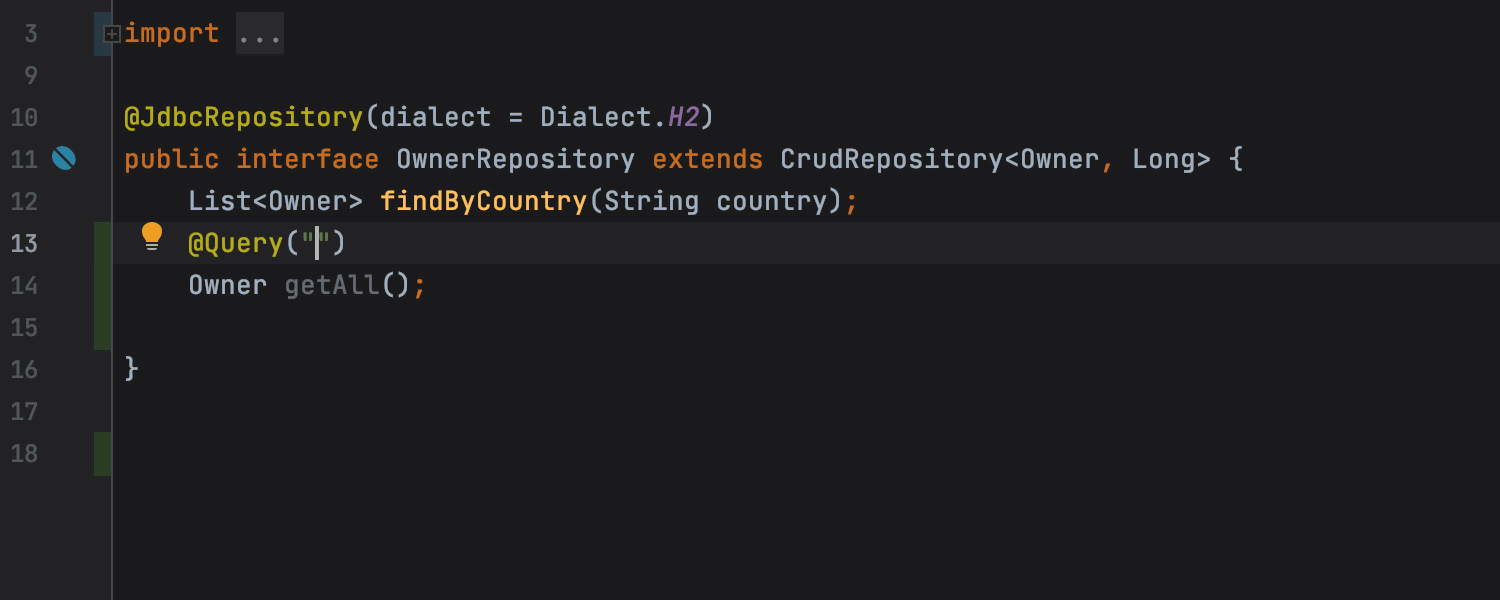 3 import ...
9
10 @JdbcRepository(dialect = Dialect.H2)
11 public interface OwnerRepository extends CrudRepository<Owner, Long> {
12 List<Owner> findByCountry(String country);
13 @Query("")
14 Owner getAll();
15
16 }
17
18